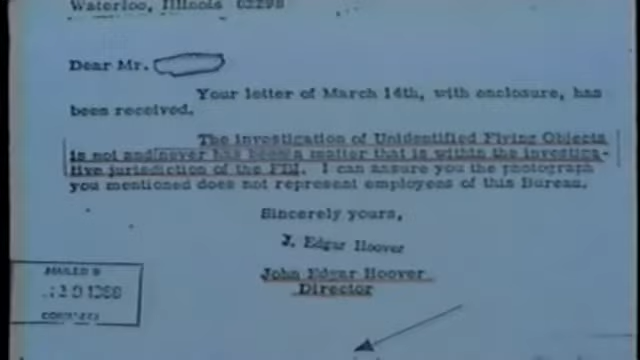 Waterloo, Illinois 62298
Dear Mr.
Your letter of March 14th, with enclosure, has
been received.
The investigation of Unidentified Flying Objects
is not and never has been a matter that is within the investiga-
tive jurisdiction of the FBI. I can assure you the photograph
you mentioned does not represent employees of this Bureau.
Sincerely yours,
J. Edgar Hoover
John Edgar Hoover
Director
MAILED